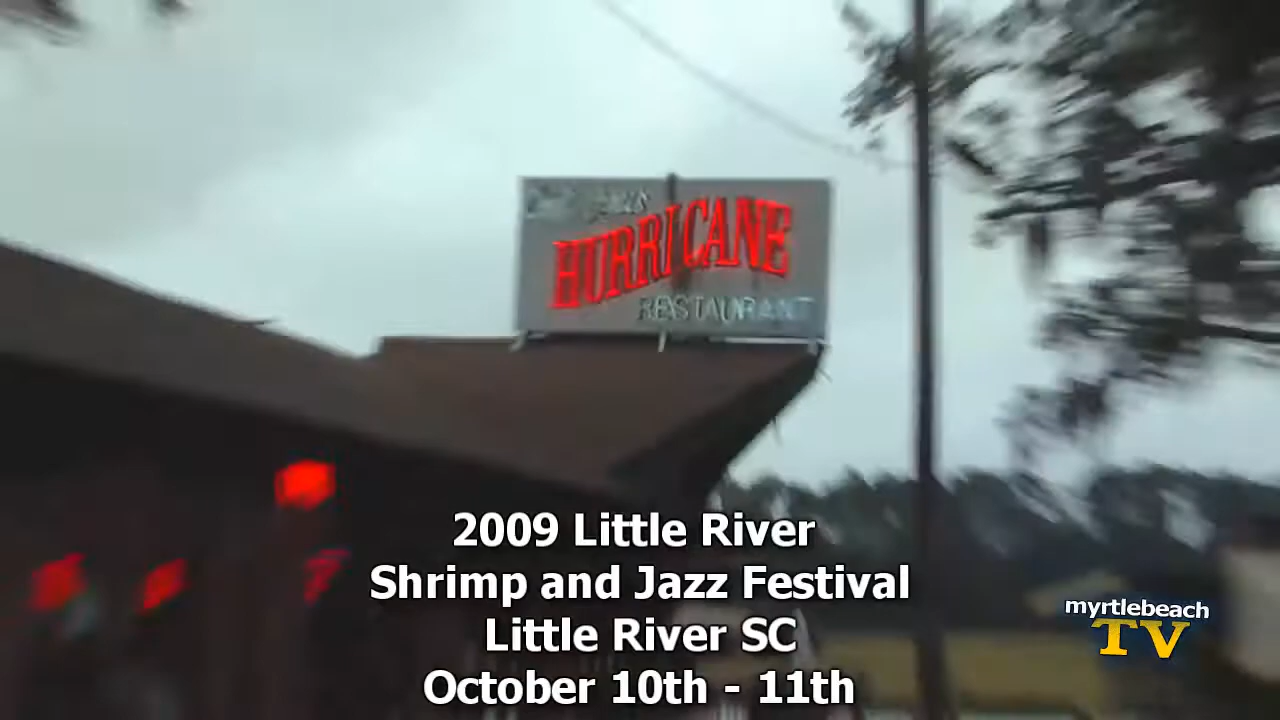 HURRICANE
RESTAURANT
2009 Little River
Shrimp and Jazz Festival
Little River SC
October 10th - 11th
myrtlebeach
TV